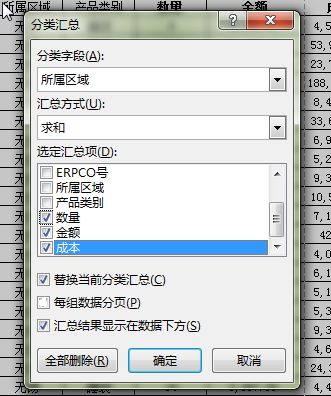 所属区域 产品类别 数量 金额
分类汇总
分类字段(A):
所属区域
汇总方式(U):
求和
选定汇总项(D):
ERPCO号
所属区域
产品类别
数量
金额
成本
替换当前分类汇总(C)
每组数据分页(P)
汇总结果显示在数据下方(S)
全部删除(R) 确定 取消